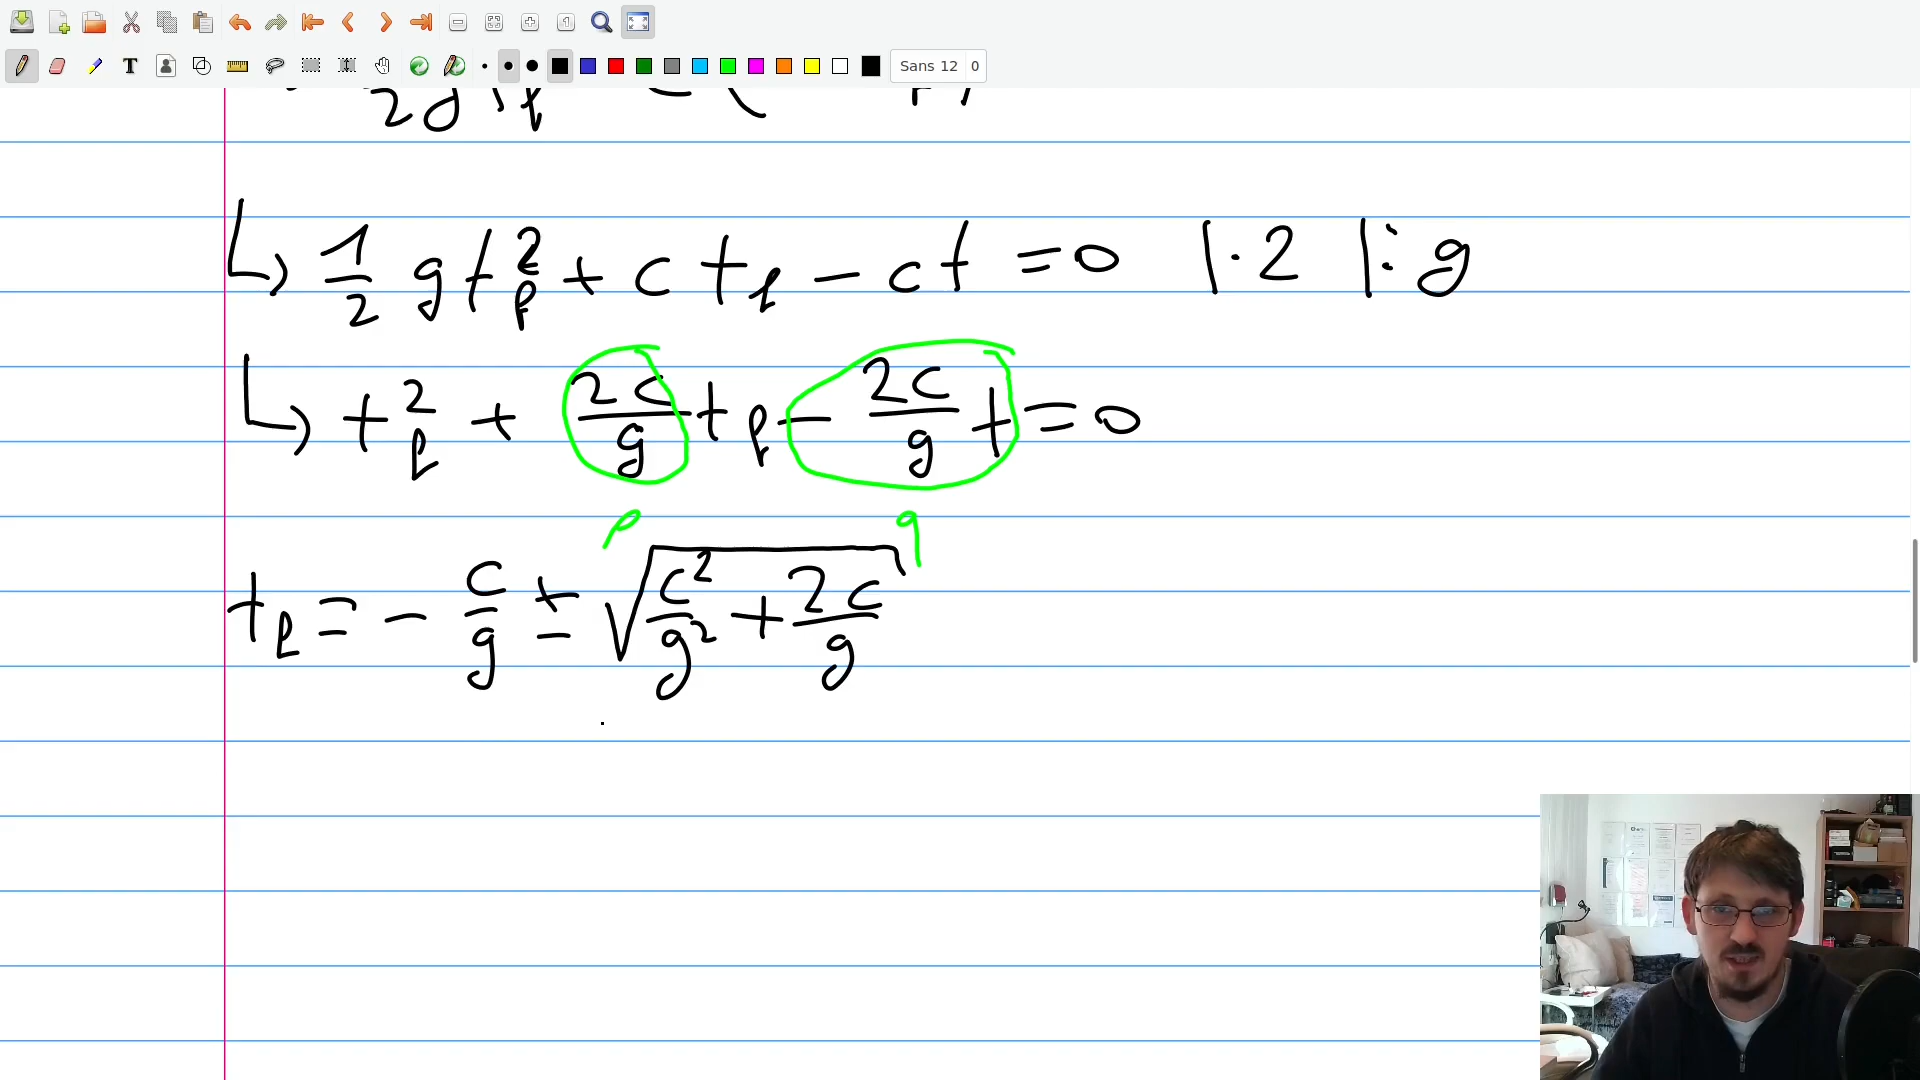 Sans 12 0
↳ 1/2 g t_f^2 + c t_f - c t = 0 |·2 |:g
↳ t_f^2 + 2c/g t_f - 2c/g t = 0
p q
t_f = - c/g ± √(c^2/g^2 + 2c/g)